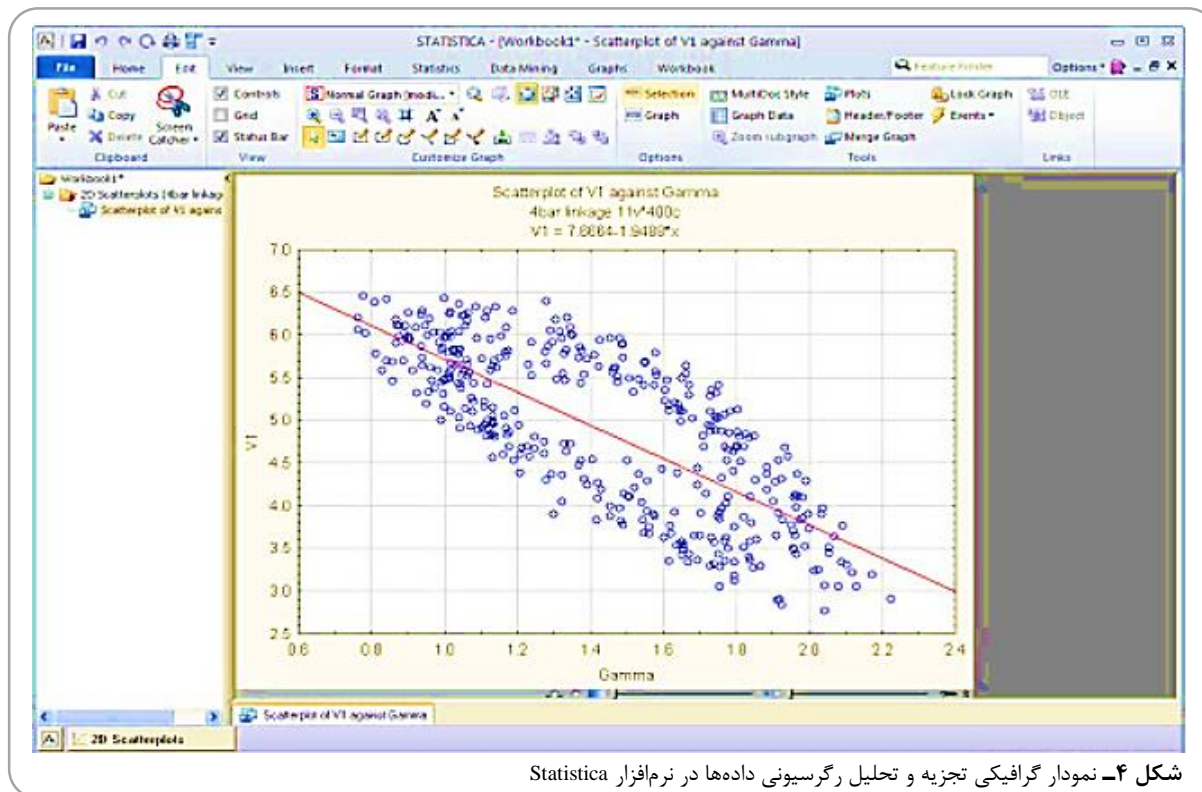 STATISTICA - [Workbook1* - Scatterplot of V1 against Gamma]
File Home Edit View Insert Format Statistics Data Mining Graphs Workbook Feature Finder Options
Paste
Cut
Copy
Delete
Screen Catcher
Clipboard
Controls
Grid
Status Bar
View
Normal Graph
Customize Graph
Selection
Graph
Options
MultiDoc Style
Graph Data
Zoom subgraph
Plots
Header/Footer
Merge Graph
Lock Graph
Events
Tools
OLE
Object
Links
Workbook1*
2D Scatterplots (4bar linkag
Scatterplot of V1 agains
Scatterplot of V1 against Gamma
4bar linkage 11v*400c
7.0
6.5
6.0
5.5
5.0
4.5
4.0
3.5
3.0
2.5
V1
0.6 0.8 1.0 1.2 1.4 1.6 1.8 2.0 2.2 2.4
Gamma
Scatterplot of V1 against Gamma
2D Scatterplots
شکل ۴ـ نمودار گرافیکی تجزیه و تحلیل رگرسیونی داده‌ها در نرم‌افزار Statistica